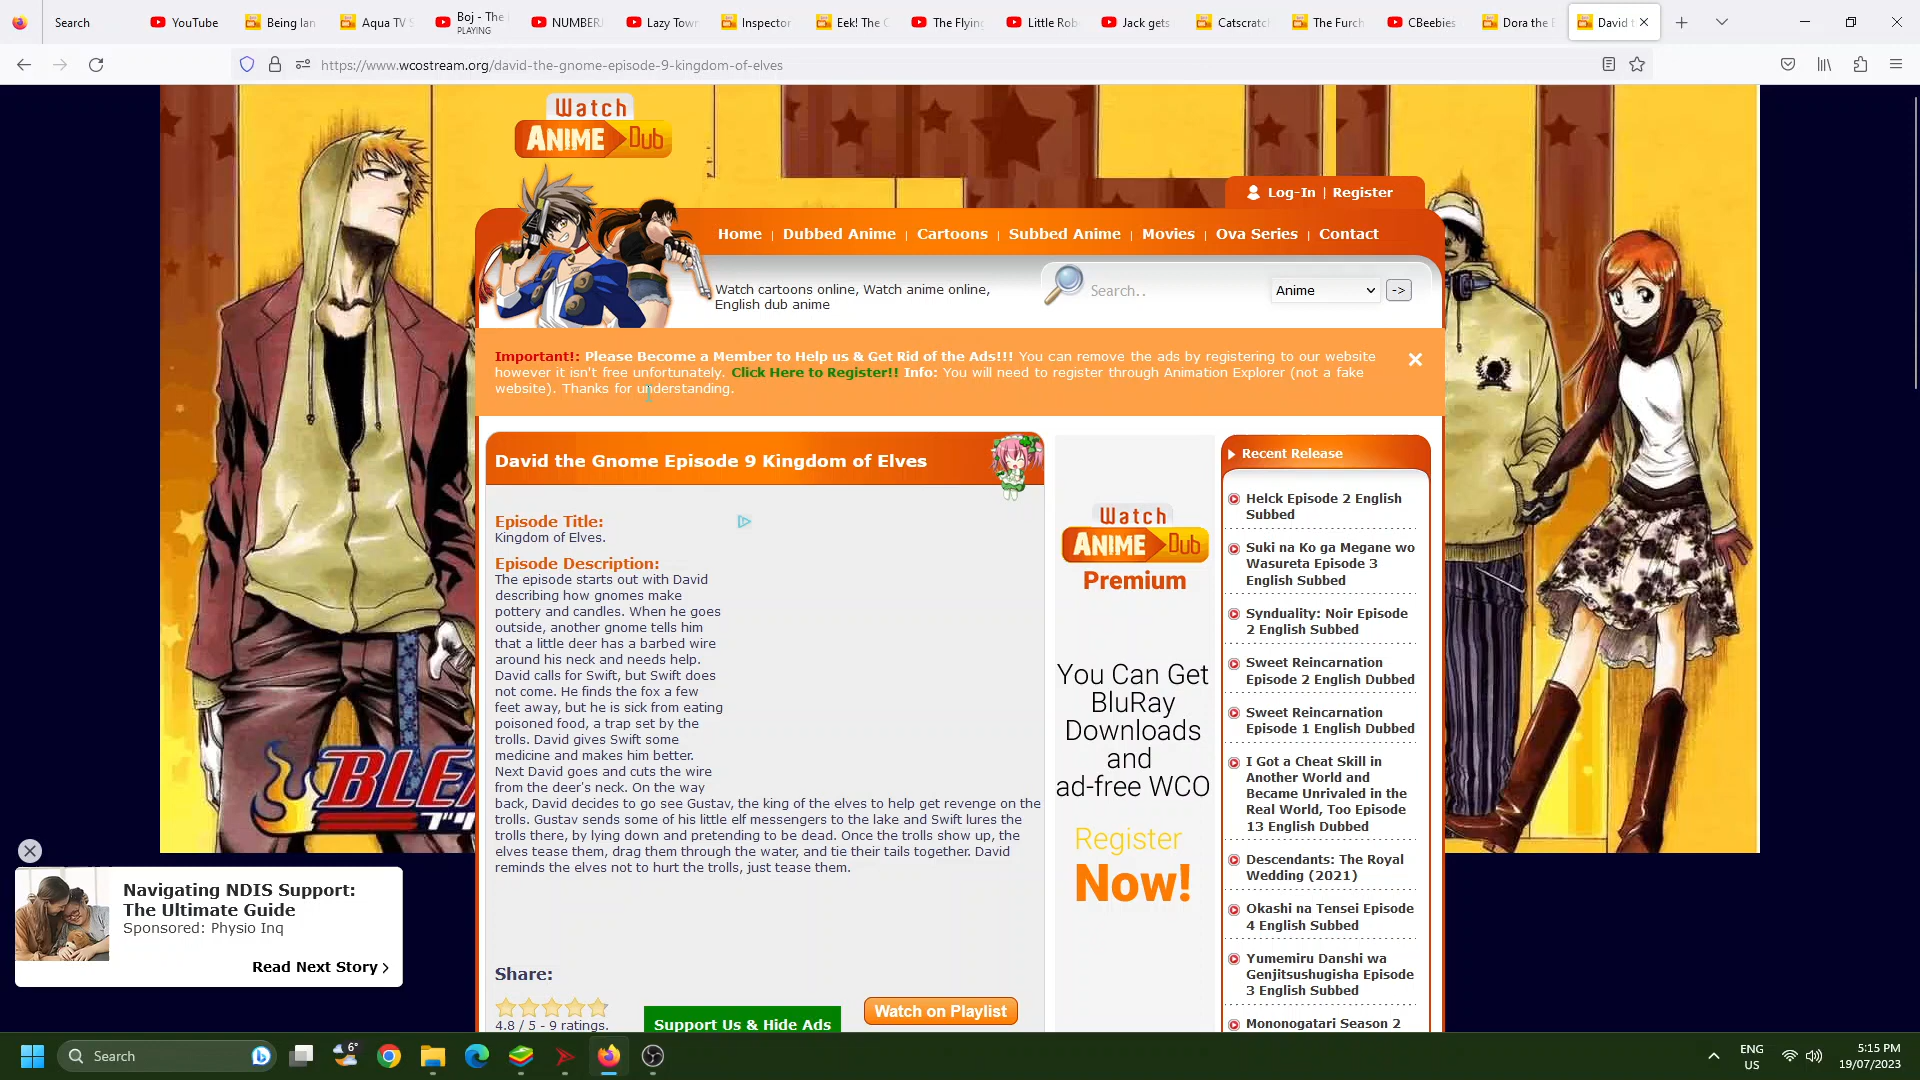 Search
YouTube
Being Ian
Aqua TV S
Boj - The
PLAYING
NUMBER
Lazy Town
Inspector
Eek! The C
The Flying
Little Rob
Jack gets
Catscratch
The Furch
CBeebies
Dora the E
David t
https://www.wcostream.org/david-the-gnome-episode-9-kingdom-of-elves
Watch
ANIME Dub
Log-In | Register
Home | Dubbed Anime | Cartoons | Subbed Anime | Movies | Ova Series | Contact
Watch cartoons online, Watch anime online,
English dub anime
Search..
Anime
->
Important!: Please Become a Member to Help us & Get Rid of the Ads!!! You can remove the ads by registering to our website
however it isn't free unfortunately. Click Here to Register!! Info: You will need to register through Animation Explorer (not a fake
website). Thanks for understanding.
David the Gnome Episode 9 Kingdom of Elves
Episode Title:
Kingdom of Elves.
Episode Description:
The episode starts out with David
describing how gnomes make
pottery and candles. When he goes
outside, another gnome tells him
that a little deer has a barbed wire
around his neck and needs help.
David calls for Swift, but Swift does
not come. He finds the fox a few
feet away, but he is sick from eating
poisoned food, a trap set by the
trolls. David gives Swift some
medicine and makes him better.
Next David goes and cuts the wire
from the deer's neck. On the way
back, David decides to go see Gustav, the king of the elves to help get revenge on the
trolls. Gustav sends some of his little elf messengers to the lake and Swift lures the
trolls there, by lying down and pretending to be dead. Once the trolls show up, the
elves tease them, drag them through the water, and tie their tails together. David
reminds the elves not to hurt the trolls, just tease them.
Share:
4.8 / 5 - 9 ratings.
Support Us & Hide Ads
Watch on Playlist
Watch
ANIME Dub
Premium
You Can Get
BluRay
Downloads
and
ad-free WCO
Register
Now!
Recent Release
Helck Episode 2 English
Subbed
Suki na Ko ga Megane wo
Wasureta Episode 3
English Subbed
Synduality: Noir Episode
2 English Subbed
Sweet Reincarnation
Episode 2 English Dubbed
Sweet Reincarnation
Episode 1 English Dubbed
I Got a Cheat Skill in
Another World and
Became Unrivaled in the
Real World, Too Episode
13 English Dubbed
Descendants: The Royal
Wedding (2021)
Okashi na Tensei Episode
4 English Subbed
Yumemiru Danshi wa
Genjitsushugisha Episode
3 English Subbed
Mononogatari Season 2
BLEA
Navigating NDIS Support:
The Ultimate Guide
Sponsored: Physio Inq
Read Next Story >
Search
6°
ENG
US
5:15 PM
19/07/2023